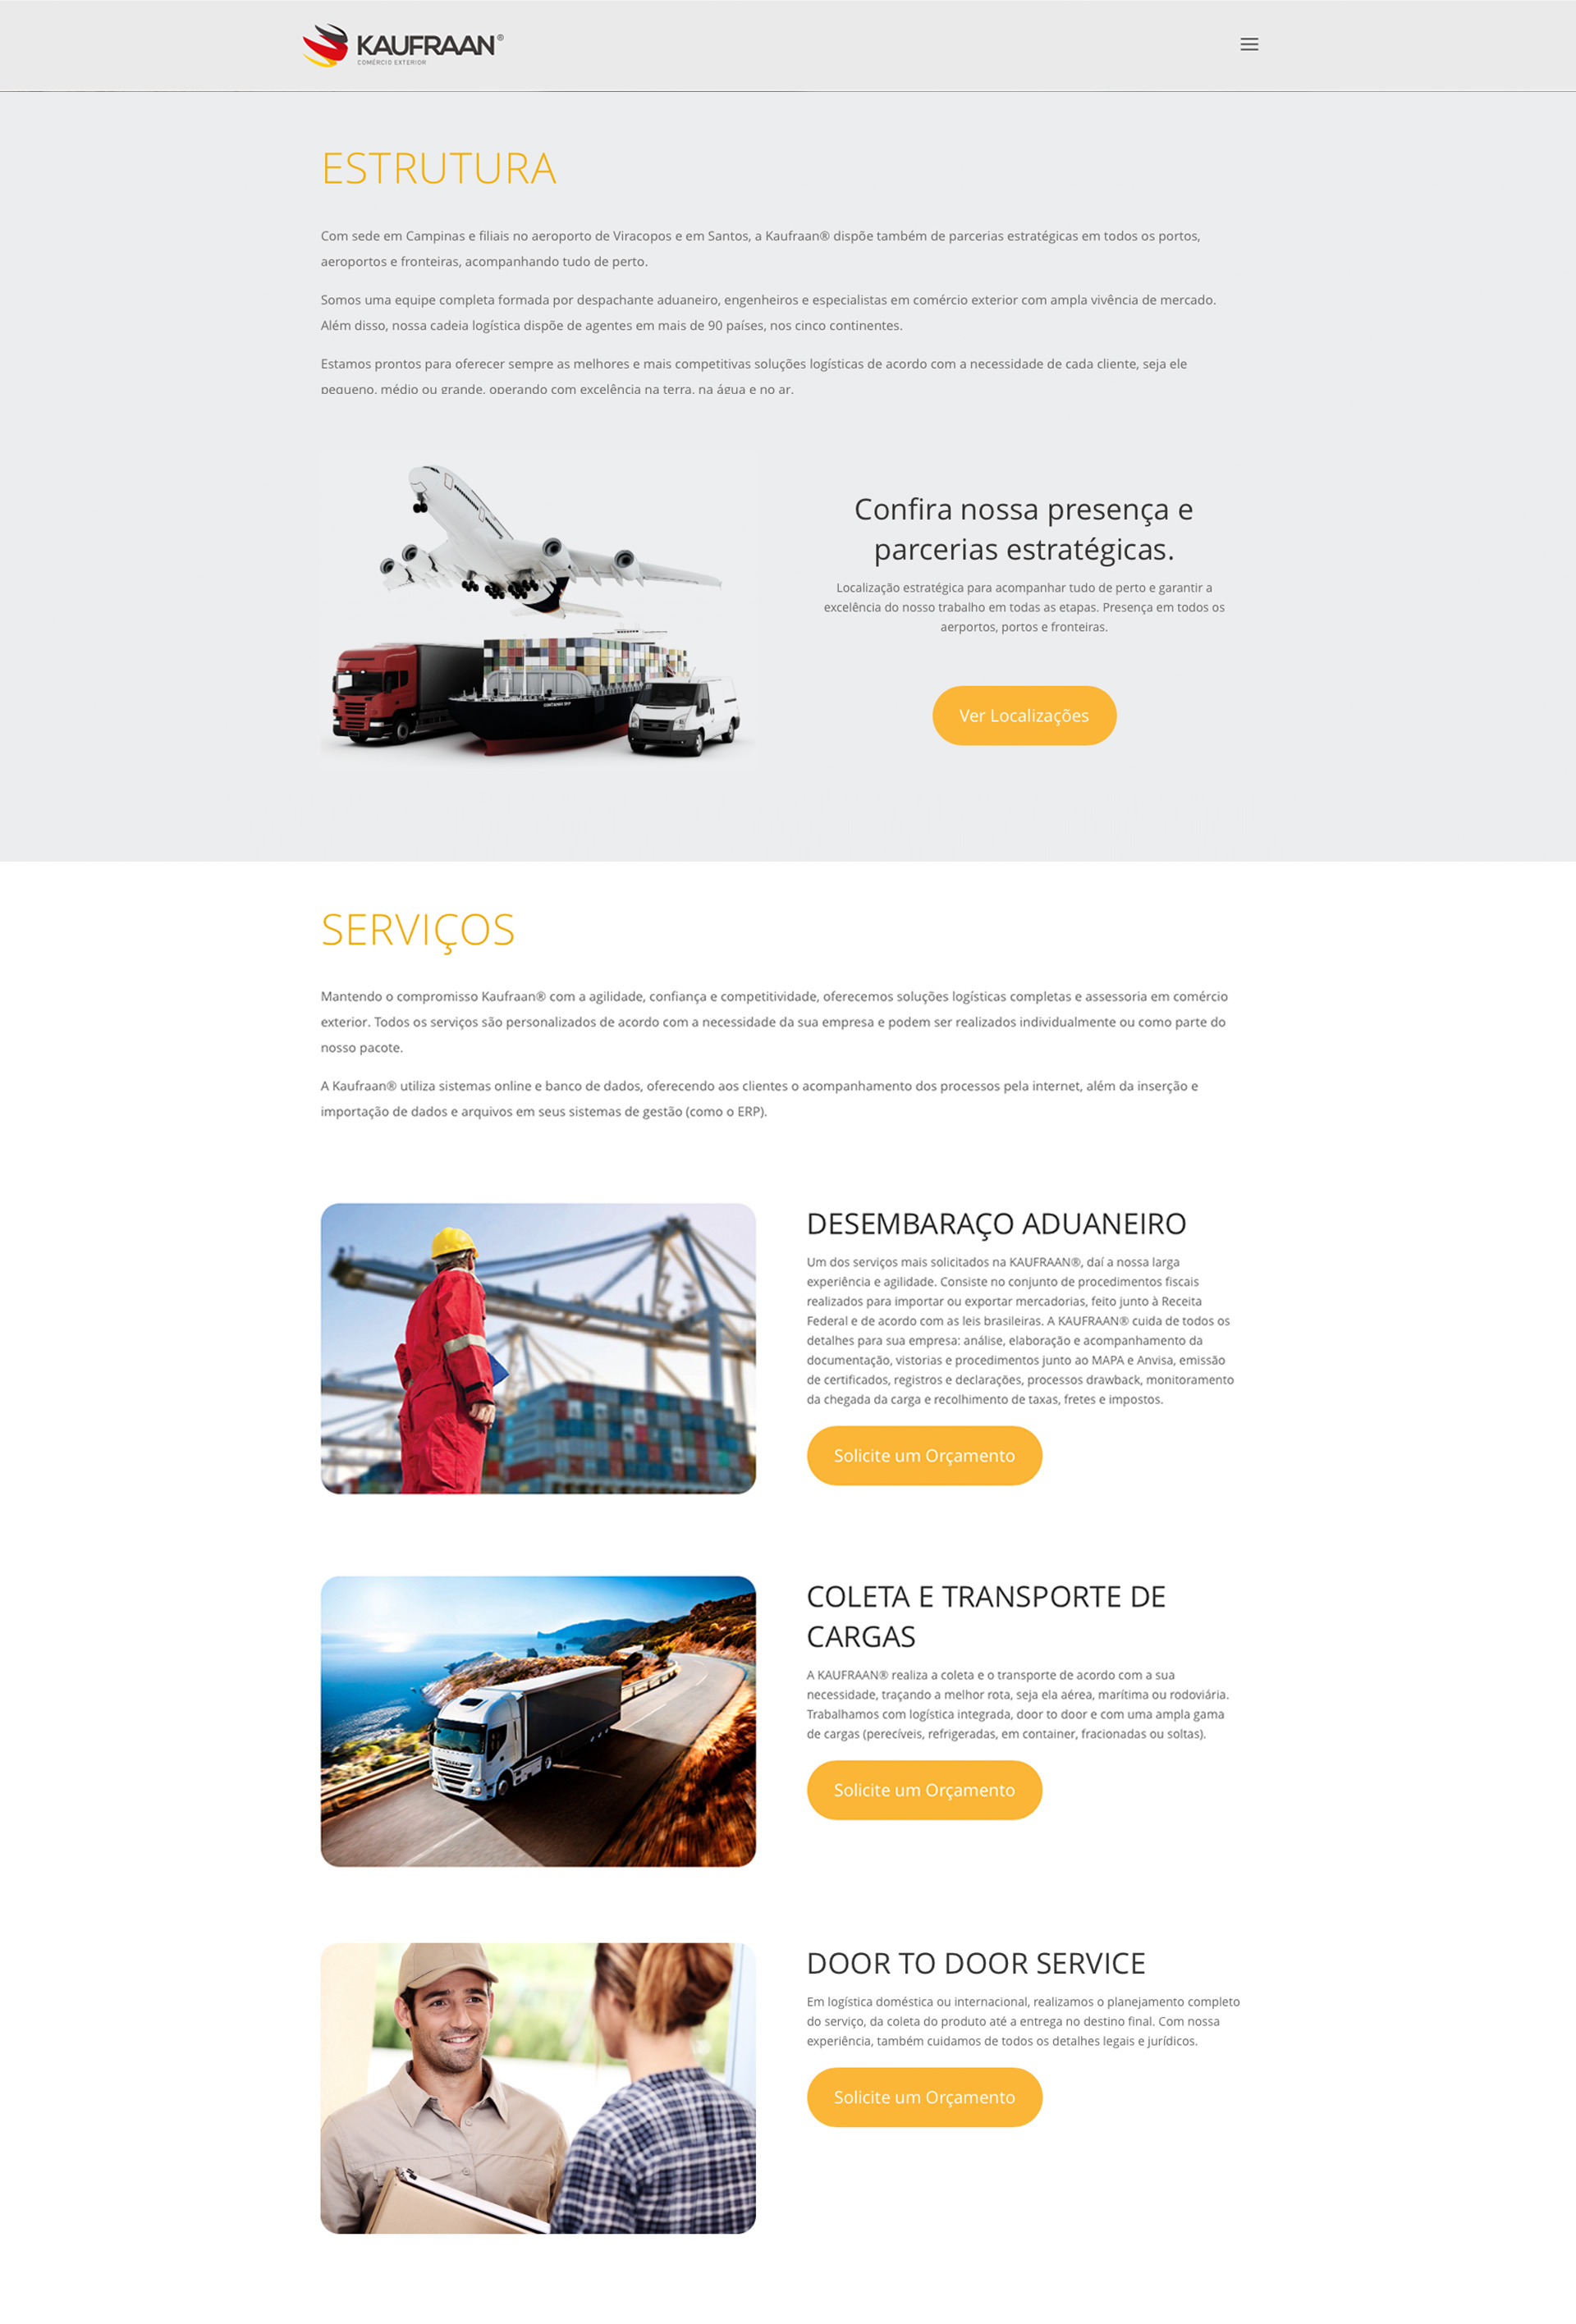 KAUFRAAN®
COMÉRCIO EXTERIOR
ESTRUTURA
Com sede em Campinas e filiais no aeroporto de Viracopos e em Santos, a Kaufraan® dispõe também de parcerias estratégicas em todos os portos,
aeroportos e fronteiras, acompanhando tudo de perto.
Somos uma equipe completa formada por despachante aduaneiro, engenheiros e especialistas em comércio exterior com ampla vivência de mercado.
Além disso, nossa cadeia logística dispõe de agentes em mais de 90 países, nos cinco continentes.
Estamos prontos para oferecer sempre as melhores e mais competitivas soluções logísticas de acordo com a necessidade de cada cliente, seja ele
pequeno, médio ou grande, operando com excelência na terra, na água e no ar.
CONTAINER SHIP
Confira nossa presença e
parcerias estratégicas.
Localização estratégica para acompanhar tudo de perto e garantir a
excelência do nosso trabalho em todas as etapas. Presença em todos os
aerportos, portos e fronteiras.
Ver Localizações
SERVIÇOS
Mantendo o compromisso Kaufraan® com a agilidade, confiança e competitividade, oferecemos soluções logísticas completas e assessoria em comércio
exterior. Todos os serviços são personalizados de acordo com a necessidade da sua empresa e podem ser realizados individualmente ou como parte do
nosso pacote.
A Kaufraan® utiliza sistemas online e banco de dados, oferecendo aos clientes o acompanhamento dos processos pela internet, além da inserção e
importação de dados e arquivos em seus sistemas de gestão (como o ERP).
DESEMBARAÇO ADUANEIRO
Um dos serviços mais solicitados na KAUFRAAN®, daí a nossa larga
experiência e agilidade. Consiste no conjunto de procedimentos fiscais
realizados para importar ou exportar mercadorias, feito junto à Receita
Federal e de acordo com as leis brasileiras. A KAUFRAAN® cuida de todos os
detalhes para sua empresa: análise, elaboração e acompanhamento da
documentação, vistorias e procedimentos junto ao MAPA e Anvisa, emissão
de certificados, registros e declarações, processos drawback, monitoramento
da chegada da carga e recolhimento de taxas, fretes e impostos.
Solicite um Orçamento
COLETA E TRANSPORTE DE
CARGAS
A KAUFRAAN® realiza a coleta e o transporte de acordo com a sua
necessidade, traçando a melhor rota, seja ela aérea, marítima ou rodoviária.
Trabalhamos com logística integrada, door to door e com uma ampla gama
de cargas (perecíveis, refrigeradas, em container, fracionadas ou soltas).
Solicite um Orçamento
DOOR TO DOOR SERVICE
Em logística doméstica ou internacional, realizamos o planejamento completo
do serviço, da coleta do produto até a entrega no destino final. Com nossa
experiência, também cuidamos de todos os detalhes legais e jurídicos.
Solicite um Orçamento